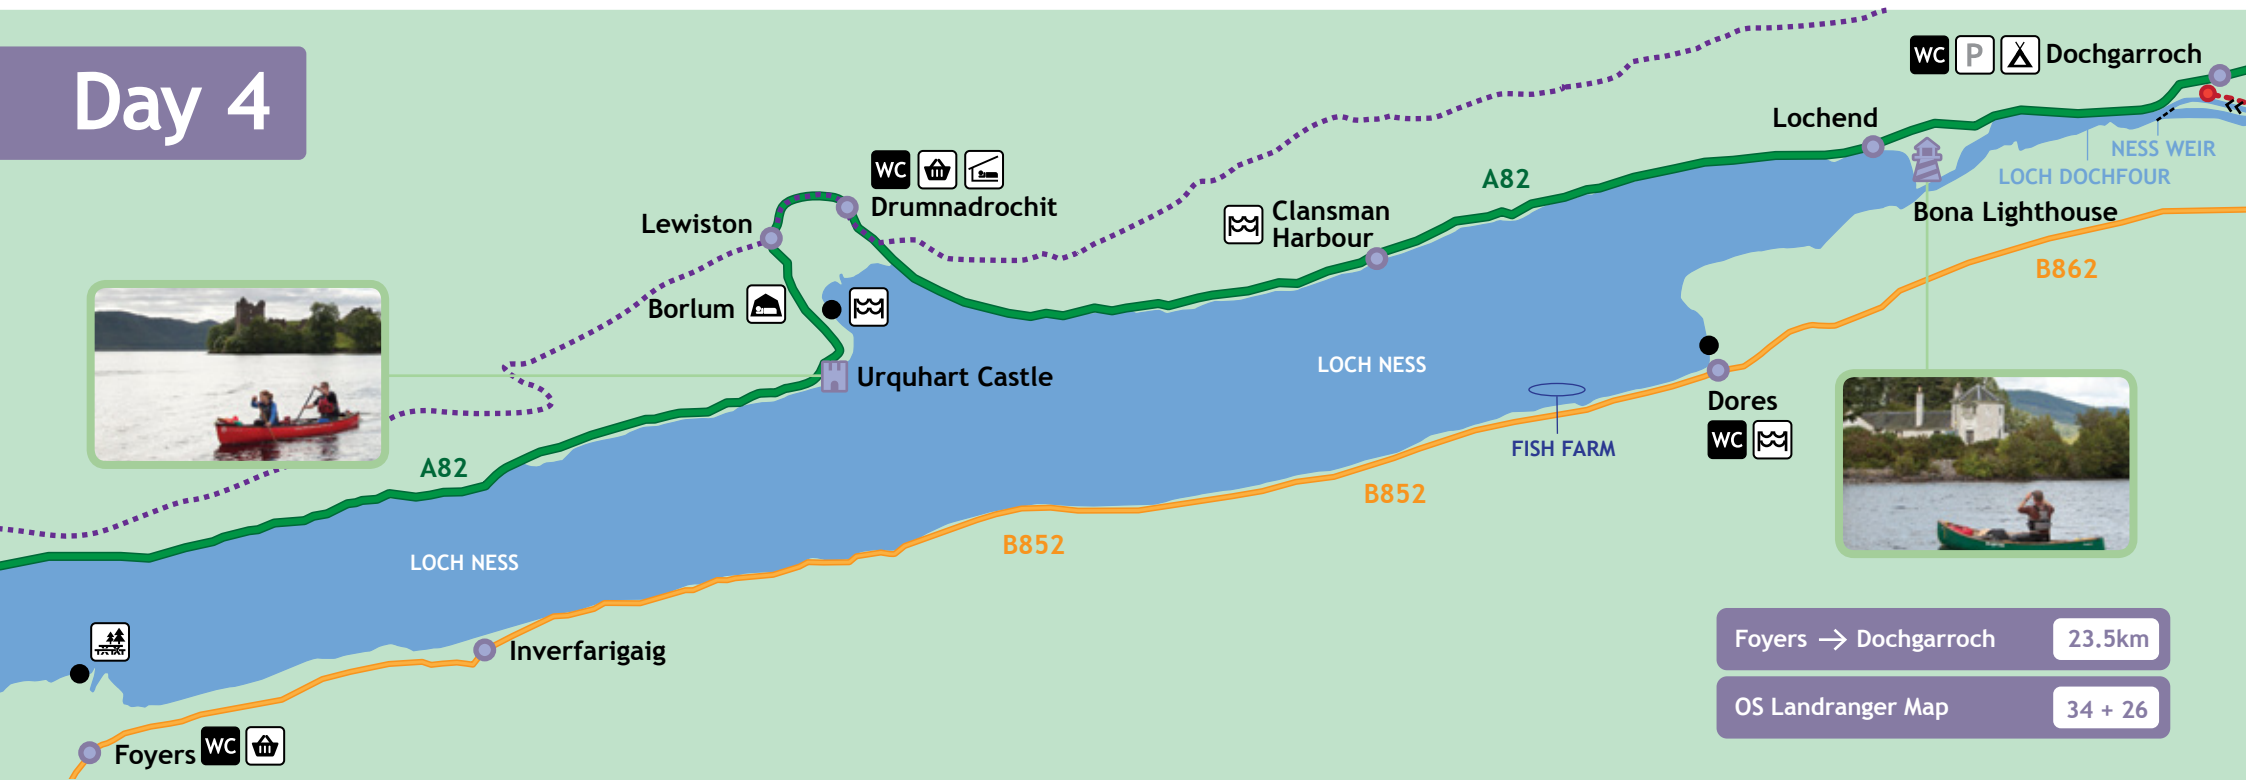 Day 4
WC P Dochgarroch
Lochend
NESS WEIR
LOCH DOCHFOUR
Bona Lighthouse
B862
A82
WC
Drumnadrochit
Lewiston
Clansman
Harbour
Borlum
Urquhart Castle
LOCH NESS
Dores
WC
FISH FARM
A82
B852
B852
LOCH NESS
Inverfarigaig
Foyers WC
Foyers → Dochgarroch 23.5km
OS Landranger Map 34 + 26